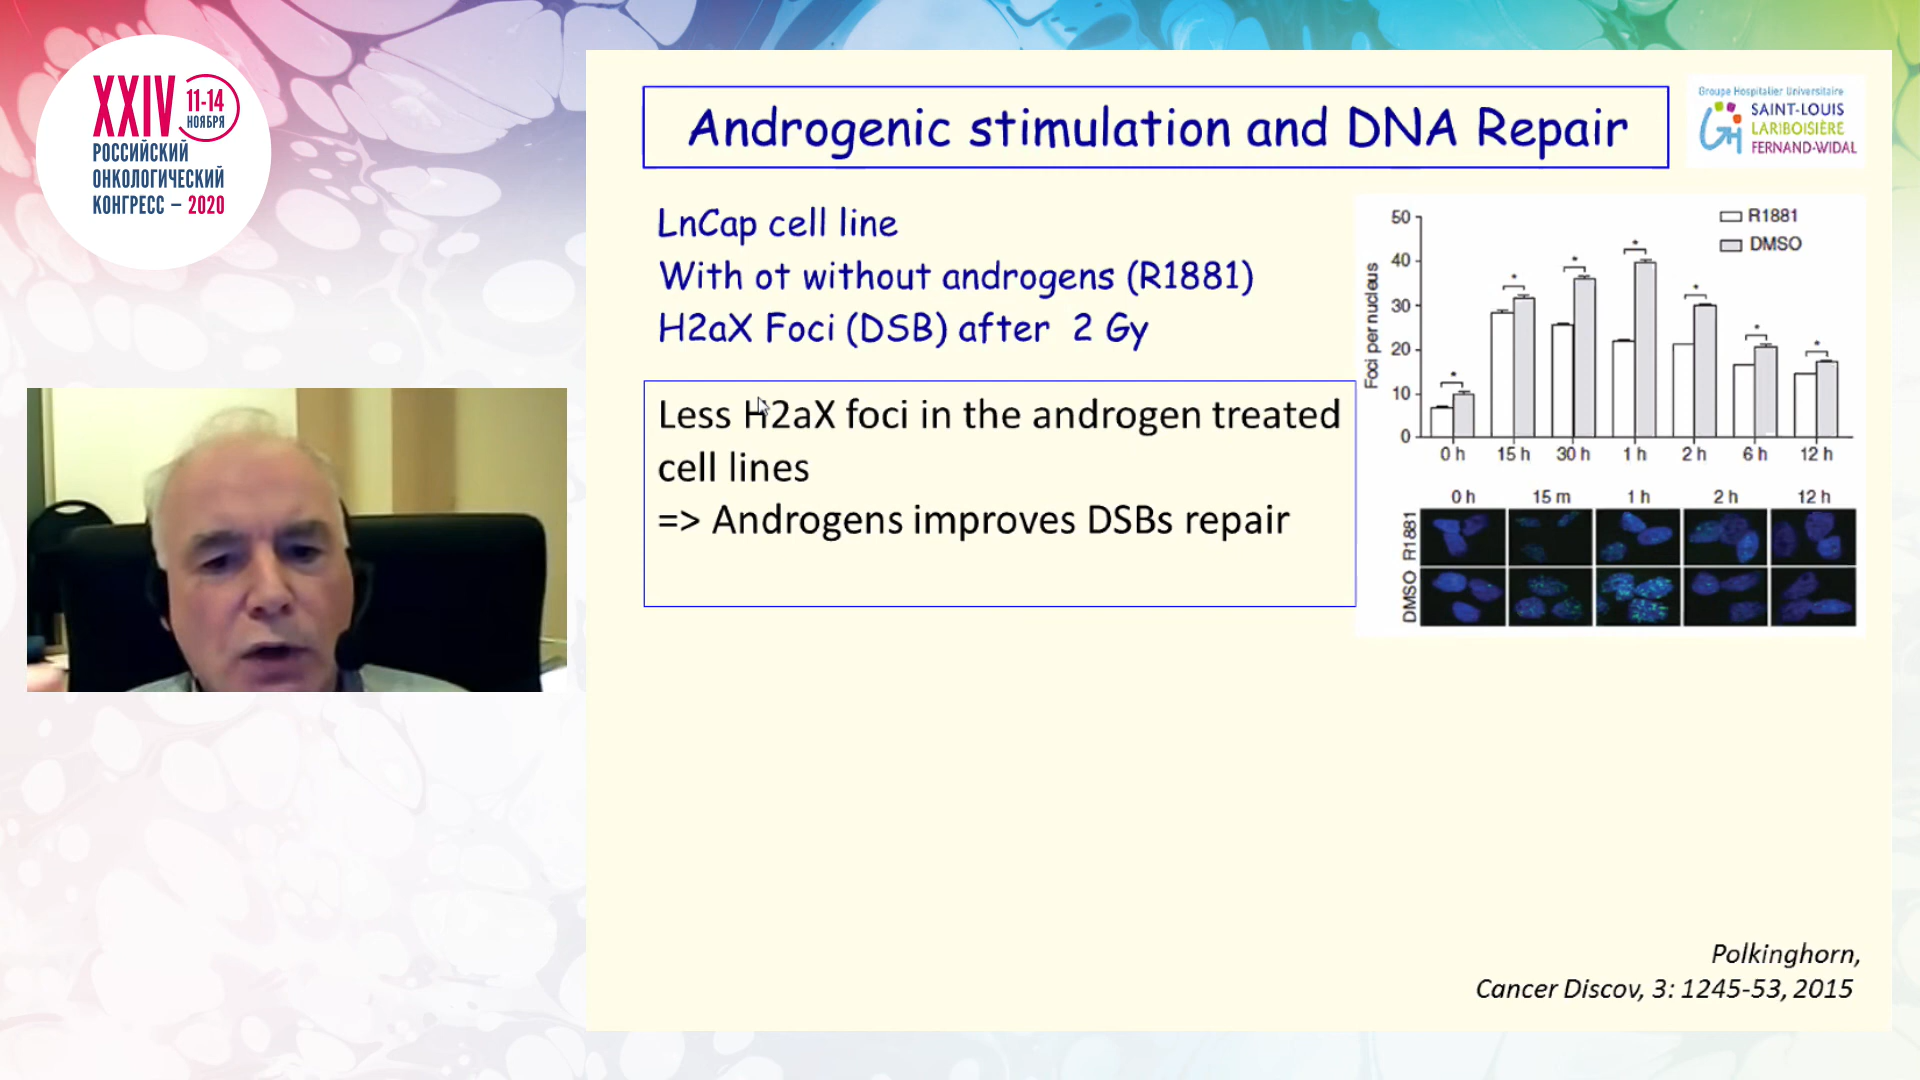 XXIV
11-14
НОЯБРЯ
РОССИЙСКИЙ
ОНКОЛОГИЧЕСКИЙ
КОНГРЕСС – 2020
Androgenic stimulation and DNA Repair
Groupe Hospitalier Universitaire
SAINT-LOUIS
LARIBOISIÈRE
FERNAND-WIDAL
LnCap cell line
With ot without androgens (R1881)
H2aX Foci (DSB) after 2 Gy
Less H2aX foci in the androgen treated
cell lines
=> Androgens improves DSBs repair
R1881
DMSO
Foci per nucleus
50
40
30
20
10
0
* * * * * * *
0 h 15 h 30 h 1 h 2 h 6 h 12 h
0 h 15 m 1 h 2 h 12 h
R1881
DMSO
Polkinghorn,
Cancer Discov, 3: 1245-53, 2015